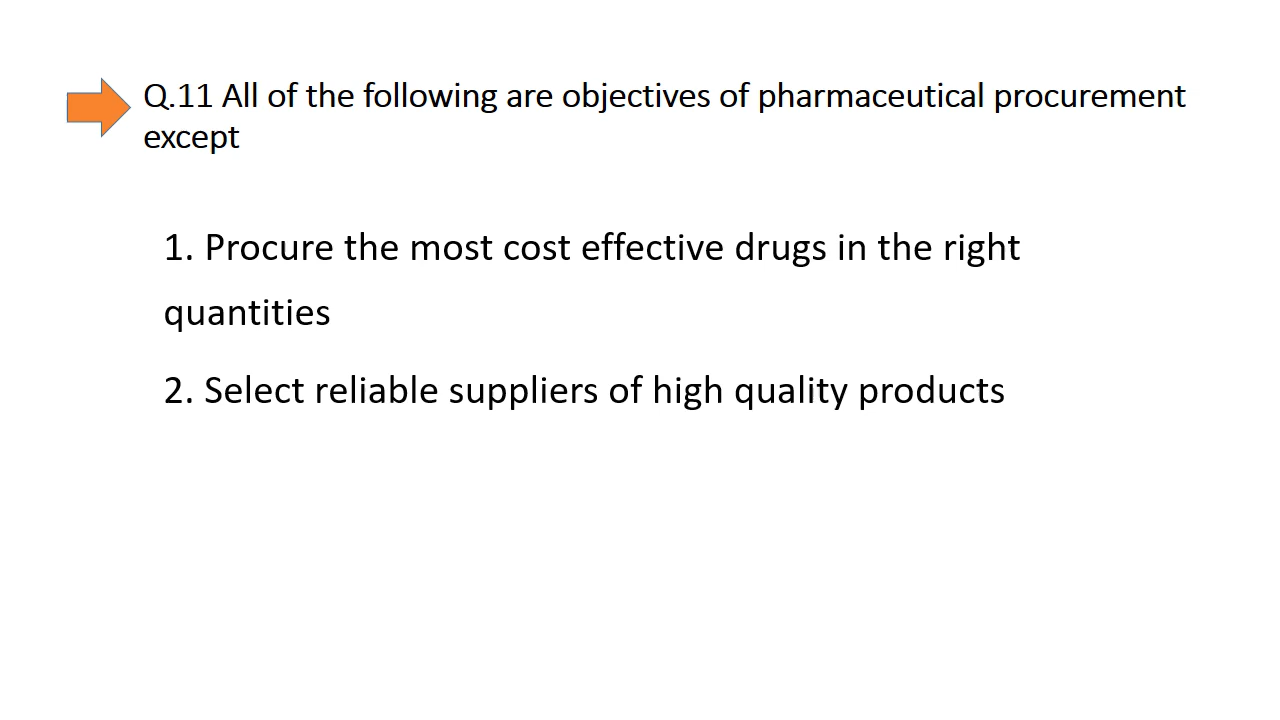 Q.11 All of the following are objectives of pharmaceutical procurement
except
1. Procure the most cost effective drugs in the right
quantities
2. Select reliable suppliers of high quality products